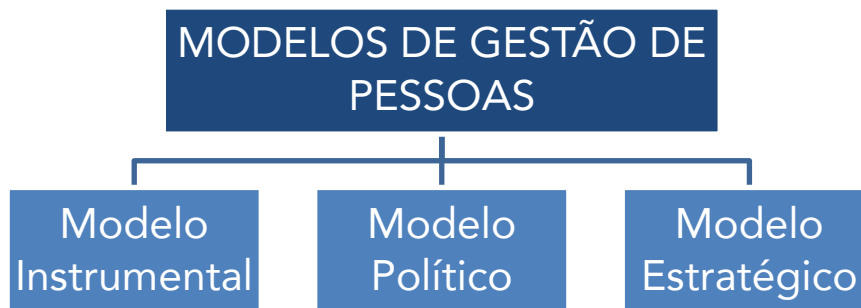 MODELOS DE GESTÃO DE
PESSOAS
Modelo
Instrumental
Modelo
Político
Modelo
Estratégico